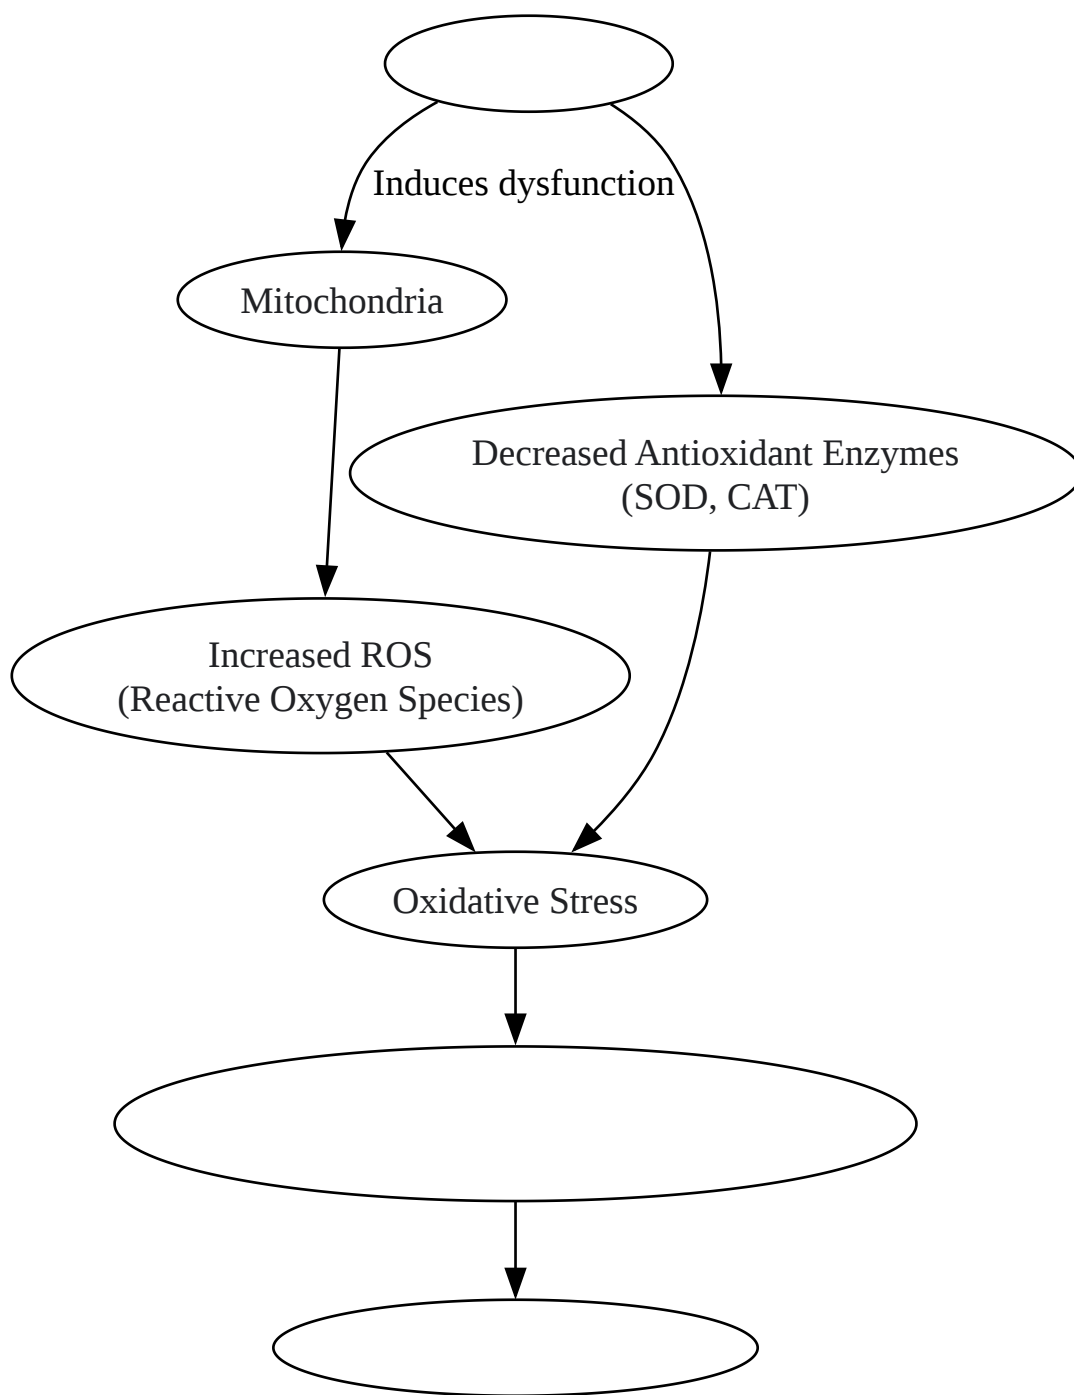 Induces dysfunction
Mitochondria
Decreased Antioxidant Enzymes
(SOD, CAT)
Increased ROS
(Reactive Oxygen Species)
Oxidative Stress